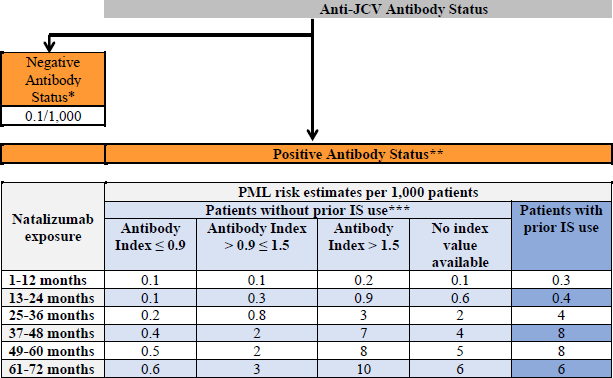 Anti-JCV Antibody Status
Negative
Antibody
Status*
0.1/1,000
Positive Antibody Status**
Natalizumab
exposure
PML risk estimates per 1,000 patients
Patients without prior IS use***
Patients with
prior IS use
Antibody
Index ≤ 0.9
Antibody Index
> 0.9 ≤ 1.5
Antibody
Index > 1.5
No index
value
available
1-12 months 0.1 0.1 0.2 0.1 0.3
13-24 months 0.1 0.3 0.9 0.6 0.4
25-36 months 0.2 0.8 3 2 4
37-48 months 0.4 2 7 4 8
49-60 months 0.5 2 8 5 8
61-72 months 0.6 3 10 6 6